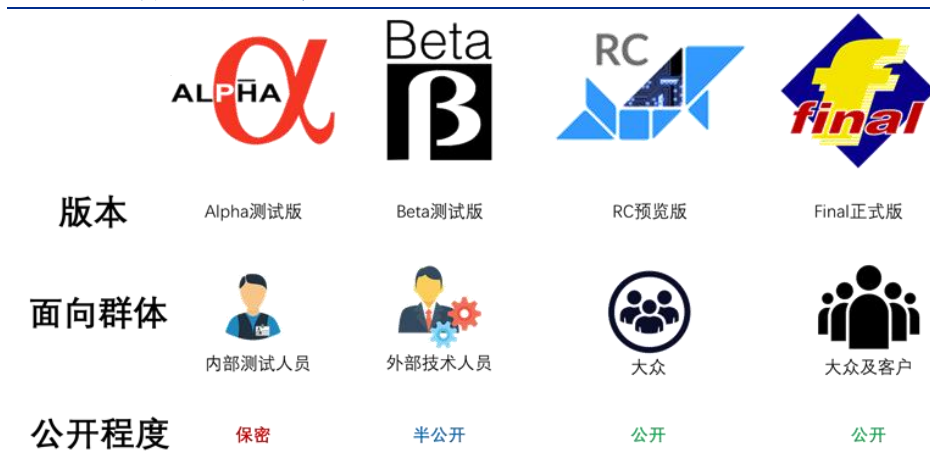 ALPHA
α
Beta
β
RC
f
final
版本
Alpha测试版
Beta测试版
RC预览版
Final正式版
面向群体
内部测试人员
外部技术人员
大众
大众及客户
公开程度
保密
半公开
公开
公开